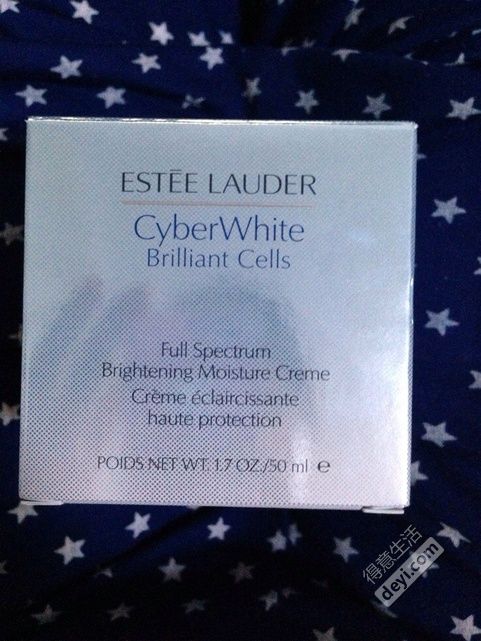 ESTĒE LAUDER
CyberWhite
Brilliant Cells
Full Spectrum
Brightening Moisture Creme
Crème éclaircissante
haute protection
POIDS NET WT. 1.7 OZ./50 ml ℮
得意生活
deyi.com